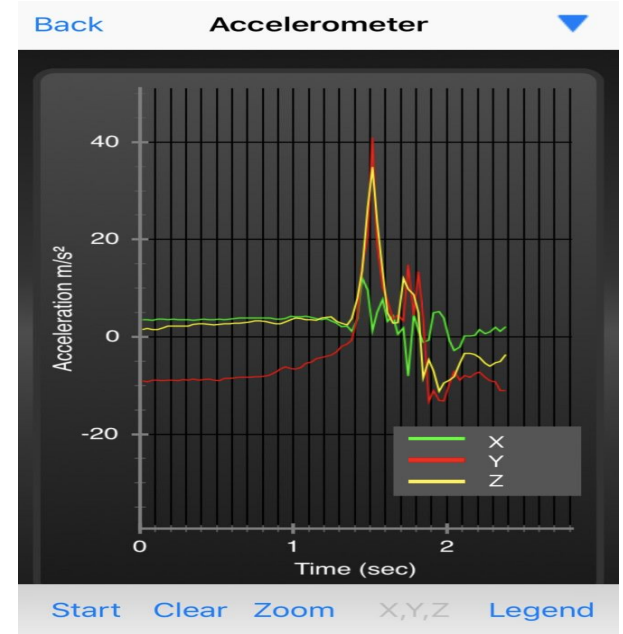 Back Accelerometer
40
20
0
-20
Acceleration m/s²
X
Y
Z
0 1 2
Time (sec)
Start Clear Zoom X,Y,Z Legend